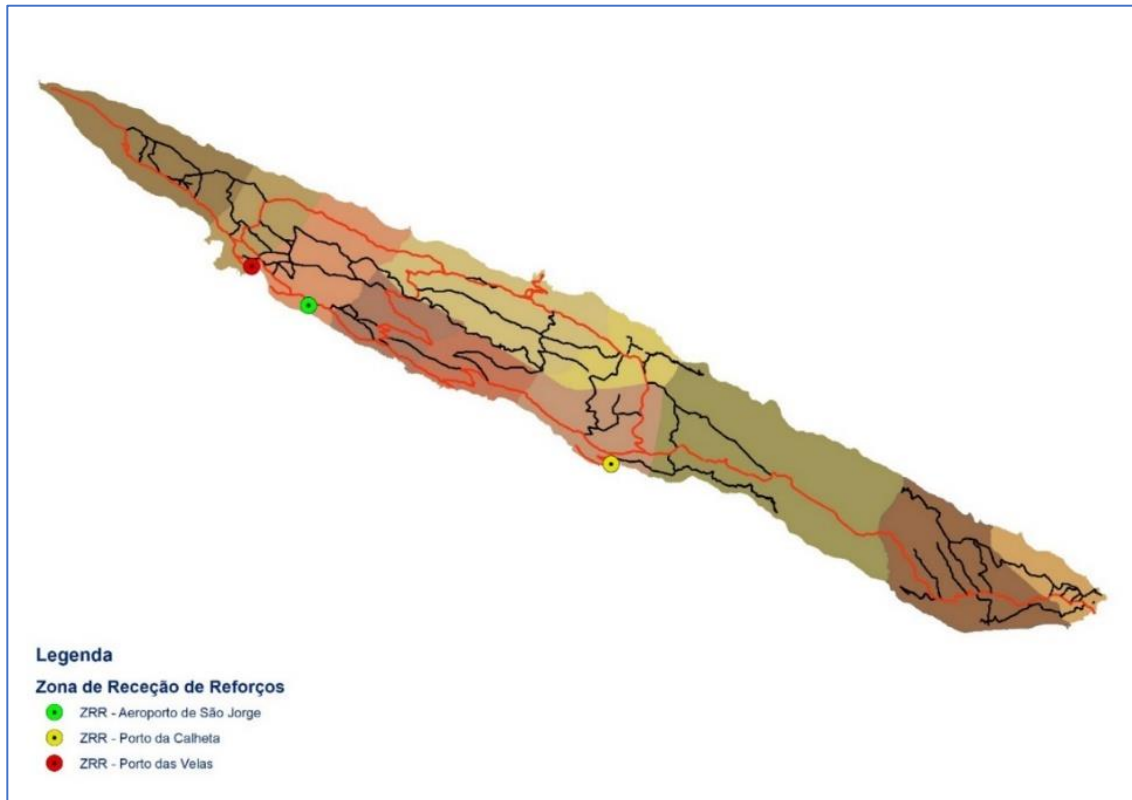 Legenda
Zona de Receção de Reforços
ZRR - Aeroporto de São Jorge
ZRR - Porto da Calheta
ZRR - Porto das Velas